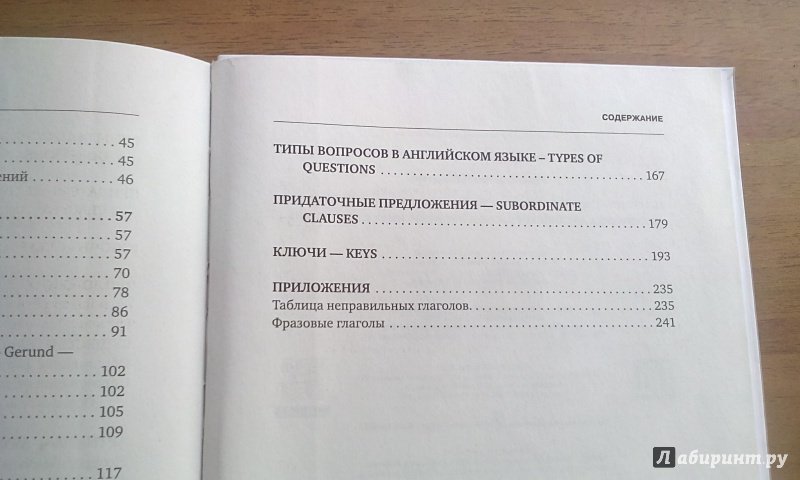 45
45
ений 46
57
57
57
70
78
86
91
Gerund —
102
102
105
109
117
СОДЕРЖАНИЕ
ТИПЫ ВОПРОСОВ В АНГЛИЙСКОМ ЯЗЫКЕ – TYPES OF
QUESTIONS 167
ПРИДАТОЧНЫЕ ПРЕДЛОЖЕНИЯ — SUBORDINATE
CLAUSES 179
КЛЮЧИ — KEYS 193
ПРИЛОЖЕНИЯ 235
Таблица неправильных глаголов. 235
Фразовые глаголы 241
Лабиринт.ру